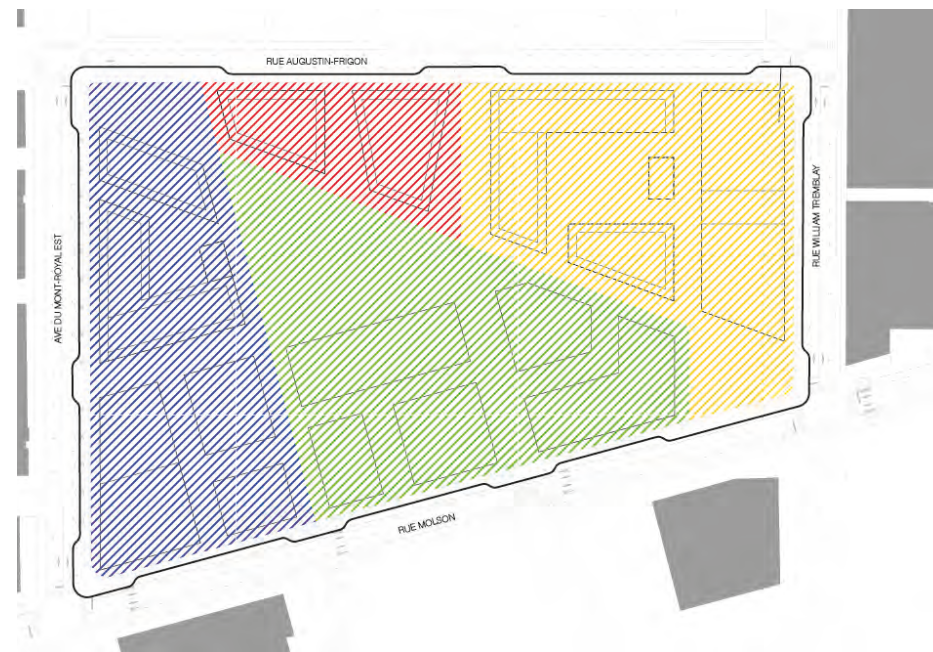 RUE AUGUSTIN-FRIGON
AVE DU MONT-ROYAL EST
RUE WILLIAM TREMBLAY
RUE MOLSON